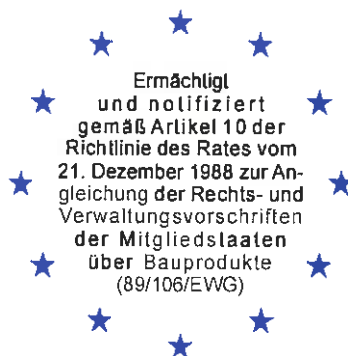 Ermächtigt
und notifiziert
gemäß Artikel 10 der
Richtlinie des Rates vom
21. Dezember 1988 zur An-
gleichung der Rechts- und
Verwaltungsvorschriften
der Mitgliedstaaten
über Bauprodukte
(89/106/EWG)